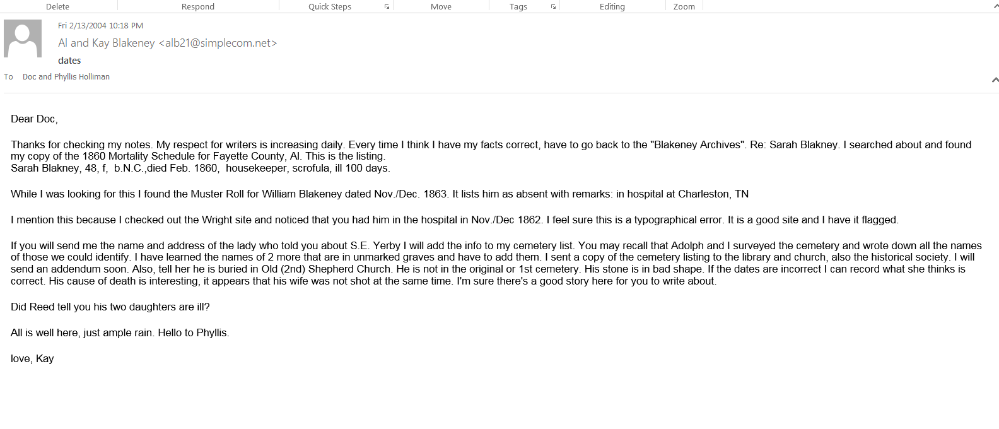 Delete Respond Quick Steps Move Tags Editing Zoom
Fri 2/13/2004 10:18 PM
Al and Kay Blakeney <alb21@simplecom.net>
dates
To Doc and Phyllis Holliman
Dear Doc,
Thanks for checking my notes. My respect for writers is increasing daily. Every time I think I have my facts correct, have to go back to the "Blakeney Archives". Re: Sarah Blakney. I searched about and found
my copy of the 1860 Mortality Schedule for Fayette County, Al. This is the listing.
Sarah Blakney, 48, f,  b.N.C.,died Feb. 1860,  housekeeper, scrofula, ill 100 days.
While I was looking for this I found the Muster Roll for William Blakeney dated Nov./Dec. 1863. It lists him as absent with remarks: in hospital at Charleston, TN
I mention this because I checked out the Wright site and noticed that you had him in the hospital in Nov./Dec 1862. I feel sure this is a typographical error. It is a good site and I have it flagged.
If you will send me the name and address of the lady who told you about S.E. Yerby I will add the info to my cemetery list. You may recall that Adolph and I surveyed the cemetery and wrote down all the names
of those we could identify. I have learned the names of 2 more that are in unmarked graves and have to add them. I sent a copy of the cemetery listing to the library and church, also the historical society. I will
send an addendum soon. Also, tell her he is buried in Old (2nd) Shepherd Church. He is not in the original or 1st cemetery. His stone is in bad shape. If the dates are incorrect I can record what she thinks is
correct. His cause of death is interesting, it appears that his wife was not shot at the same time. I'm sure there's a good story here for you to write about.
Did Reed tell you his two daughters are ill?
All is well here, just ample rain. Hello to Phyllis.
love, Kay